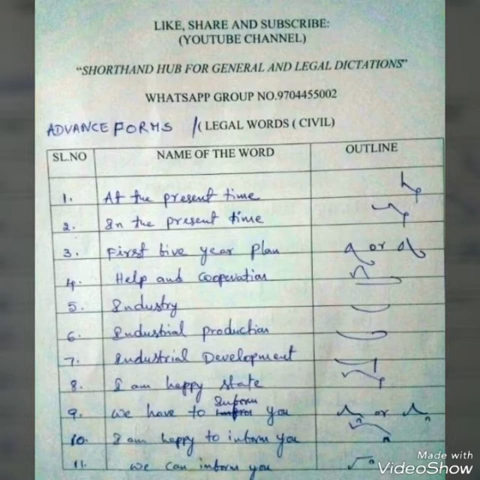 LIKE, SHARE AND SUBSCRIBE:
(YOUTUBE CHANNEL)
“SHORTHAND HUB FOR GENERAL AND LEGAL DICTATIONS”
WHATSAPP GROUP NO.9704455002
ADVANCE FORMS /(LEGAL WORDS ( CIVIL)
SL.NO NAME OF THE WORD OUTLINE
1. At the present time
2. In the present time
3. First five year plan or
4. Help and Cooperation
5. Industry
6. Industrial production
7. Industrial Development
8. I am happy state
9. we have to inform you or
10. I am happy to inform you
11. we can inform you
Made with
VideoShow